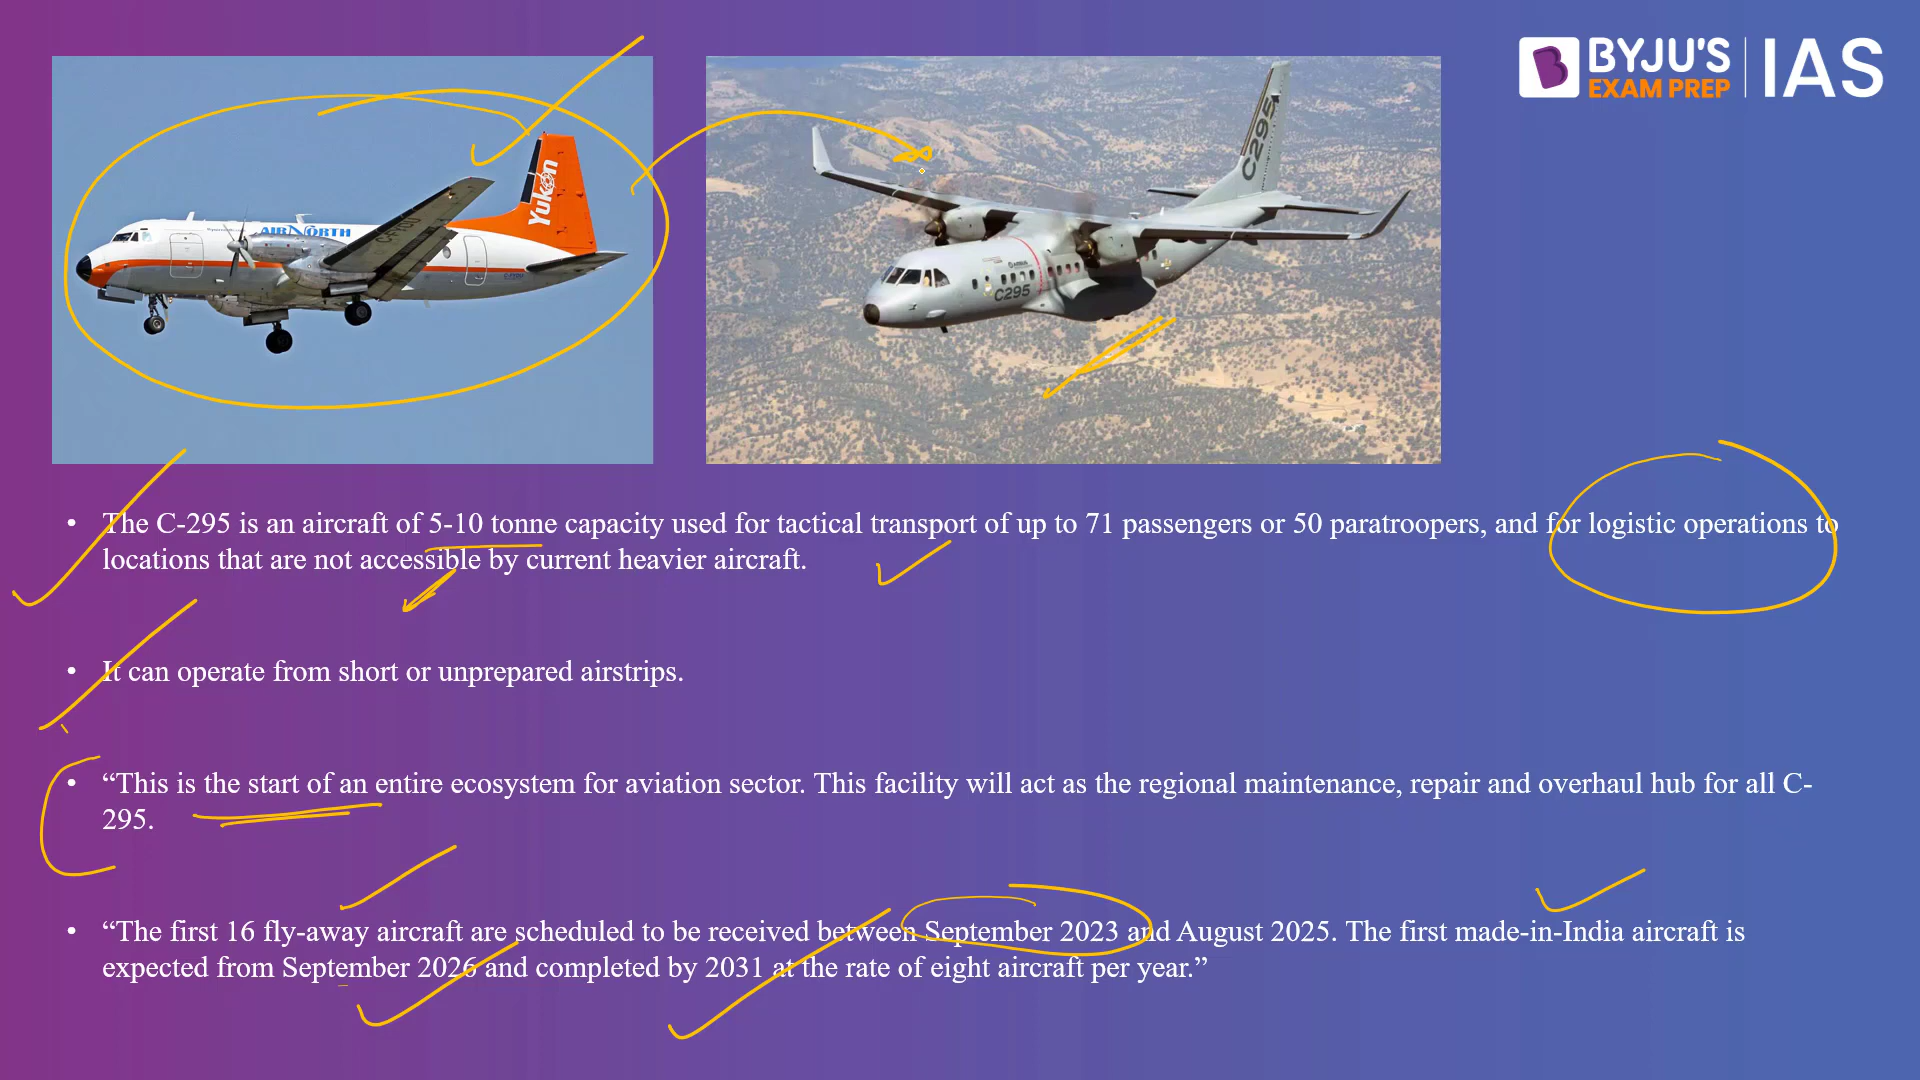 BYJU'S
EXAM PREP
IAS
Yukon
AIR NORTH
C295
C295
• The C-295 is an aircraft of 5-10 tonne capacity used for tactical transport of up to 71 passengers or 50 paratroopers, and for logistic operations to
locations that are not accessible by current heavier aircraft.
• It can operate from short or unprepared airstrips.
• “This is the start of an entire ecosystem for aviation sector. This facility will act as the regional maintenance, repair and overhaul hub for all C-
295.
• “The first 16 fly-away aircraft are scheduled to be received between September 2023 and August 2025. The first made-in-India aircraft is
expected from September 2026 and completed by 2031 at the rate of eight aircraft per year.”